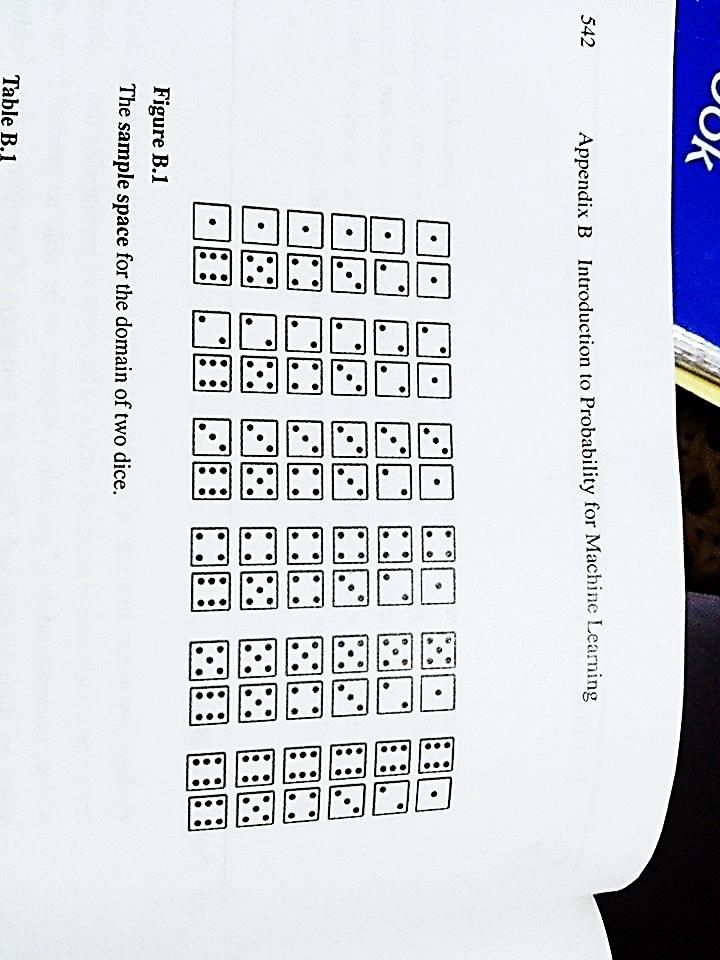 542 Appendix B Introduction to Probability for Machine Learning
Figure B.1
The sample space for the domain of two dice.
Table B.1